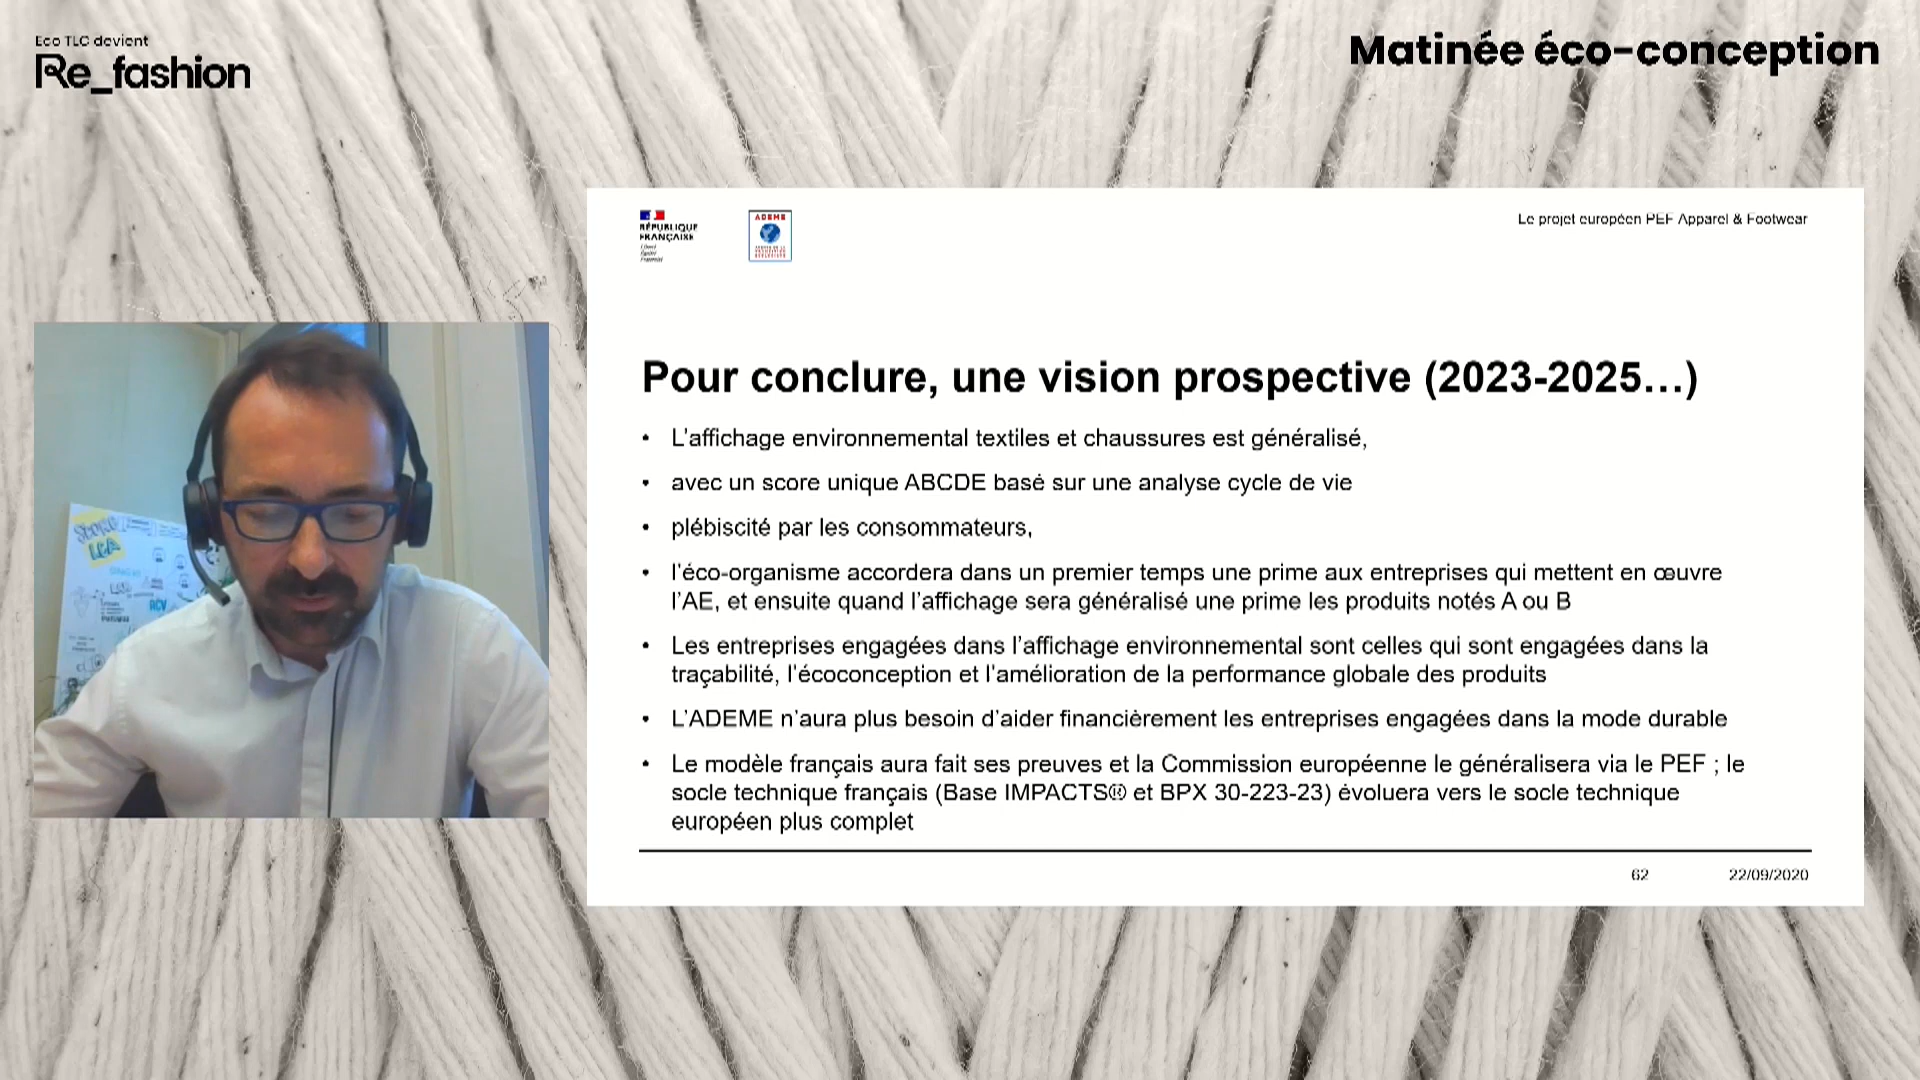 Eco TLC devient
Re_fashion
Matinée éco-conception
RÉPUBLIQUE
FRANÇAISE
Liberté
Égalité
Fraternité
ADEME
Le projet européen PEF Apparel & Footwear
Pour conclure, une vision prospective (2023-2025…)
• L’affichage environnemental textiles et chaussures est généralisé,
• avec un score unique ABCDE basé sur une analyse cycle de vie
• plébiscité par les consommateurs,
• l’éco-organisme accordera dans un premier temps une prime aux entreprises qui mettent en œuvre
l’AE, et ensuite quand l’affichage sera généralisé une prime les produits notés A ou B
• Les entreprises engagées dans l’affichage environnemental sont celles qui sont engagées dans la
traçabilité, l’écoconception et l’amélioration de la performance globale des produits
• L’ADEME n’aura plus besoin d’aider financièrement les entreprises engagées dans la mode durable
• Le modèle français aura fait ses preuves et la Commission européenne le généralisera via le PEF ; le
socle technique français (Base IMPACTS® et BPX 30-223-23) évoluera vers le socle technique
européen plus complet
62
22/09/2020
LCA
ACV